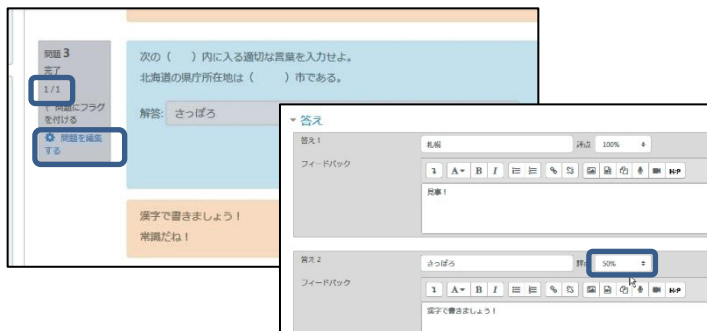 問題 3
完了
1 / 1
問題にフラグ
を付ける
問題を編集
する
次の（　　）内に入る適切な言葉を入力せよ。
北海道の県庁所在地は（　　）市である。
解答: さっぽろ
漢字で書きましょう！
常識だね！
答え
答え 1
札幌
評点 100%
フィードバック
B I
H-P
見事！
答え 2
さっぽろ
50%
フィードバック
B I
H-P
漢字で書きましょう！